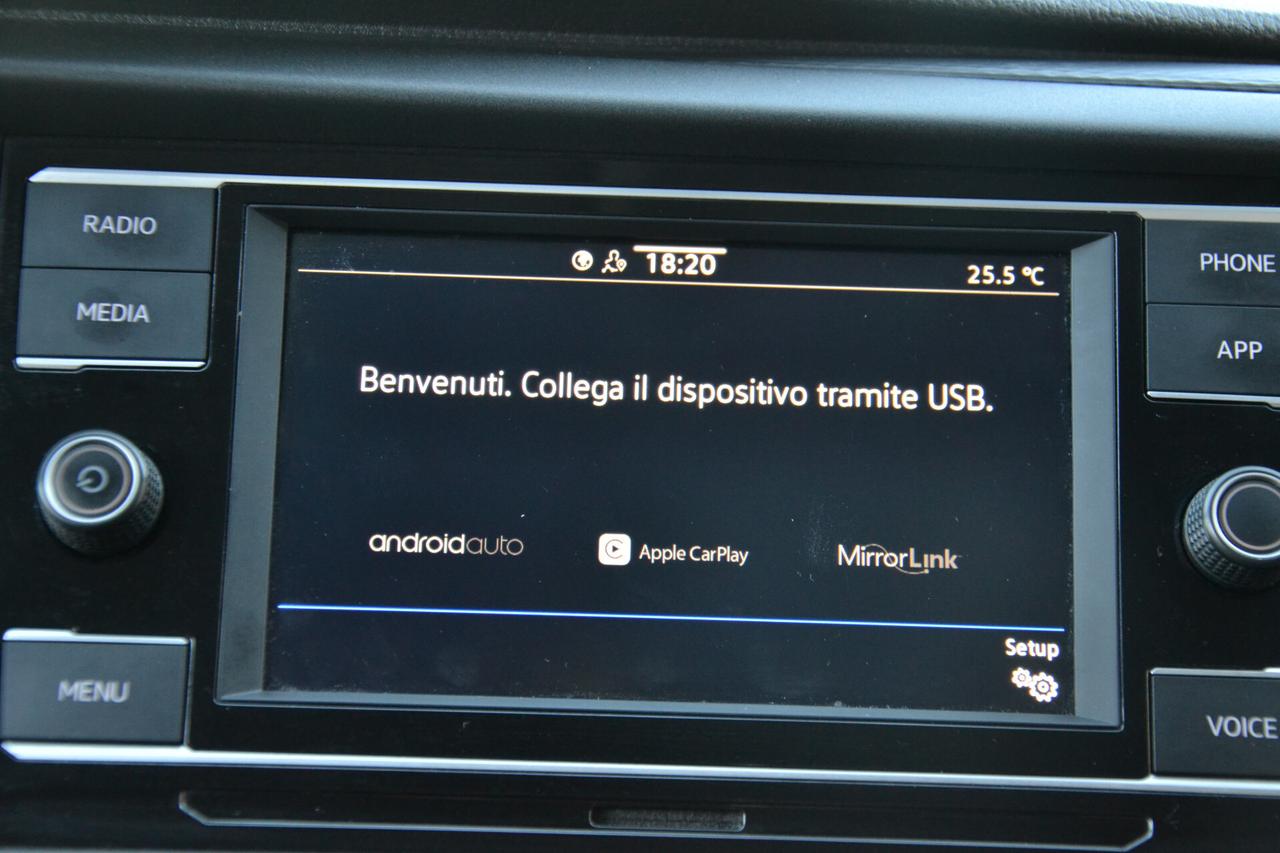 RADIO
MEDIA
MENU
18:20
25.5 °C
Benvenuti. Collega il dispositivo tramite USB.
androidauto
Apple CarPlay
MirrorLink
Setup
PHONE
APP
VOICE